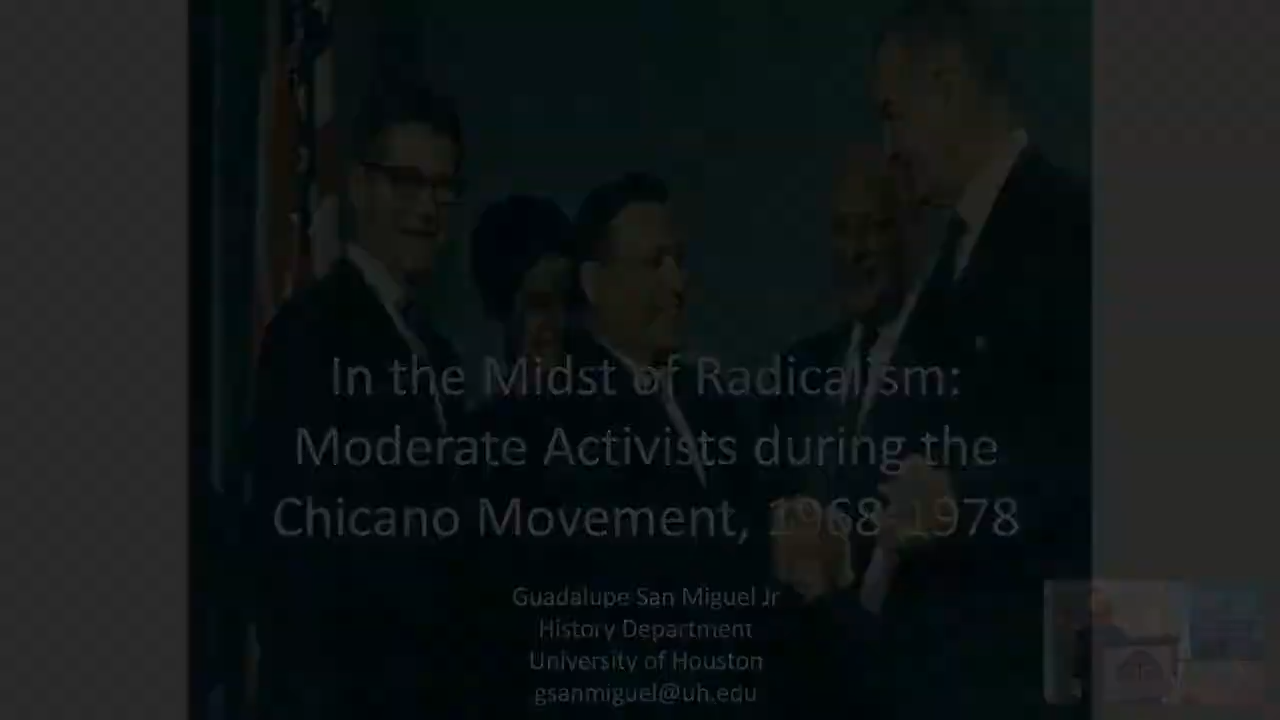 In the Midst of Radicalism:
Moderate Activists during the
Chicano Movement, 1968-1978
Guadalupe San Miguel Jr
History Department
University of Houston
gsanmiguel@uh.edu